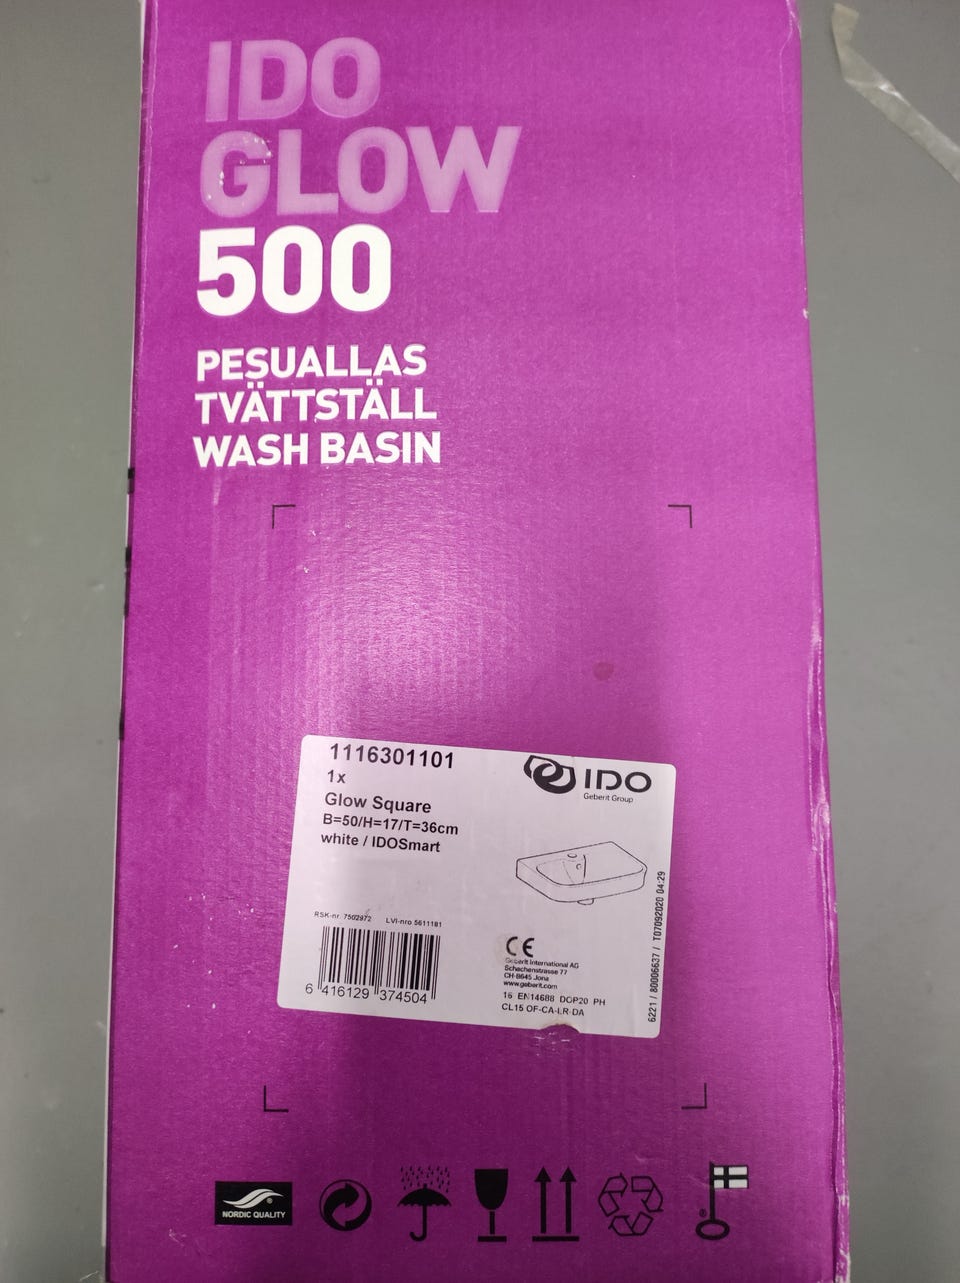 IDO
GLOW
500
PESUALLAS
TVÄTTSTÄLL
WASH BASIN
1116301101
1x
Glow Square
B=50/H=17/T=36cm
white / IDOSmart
IDO
Geberit Group
RSK-nr. 7502972 LVI-nro 5611181
6 416129 374504
CE
Geberit International AG
Schachenstrasse 77
CH-8645 Jona
www.geberit.com
16 EN14688 DOP20 PH
CL15 OF-CA-LR-DA
6221 / 80006637 / T07092020 04:29
NORDIC QUALITY